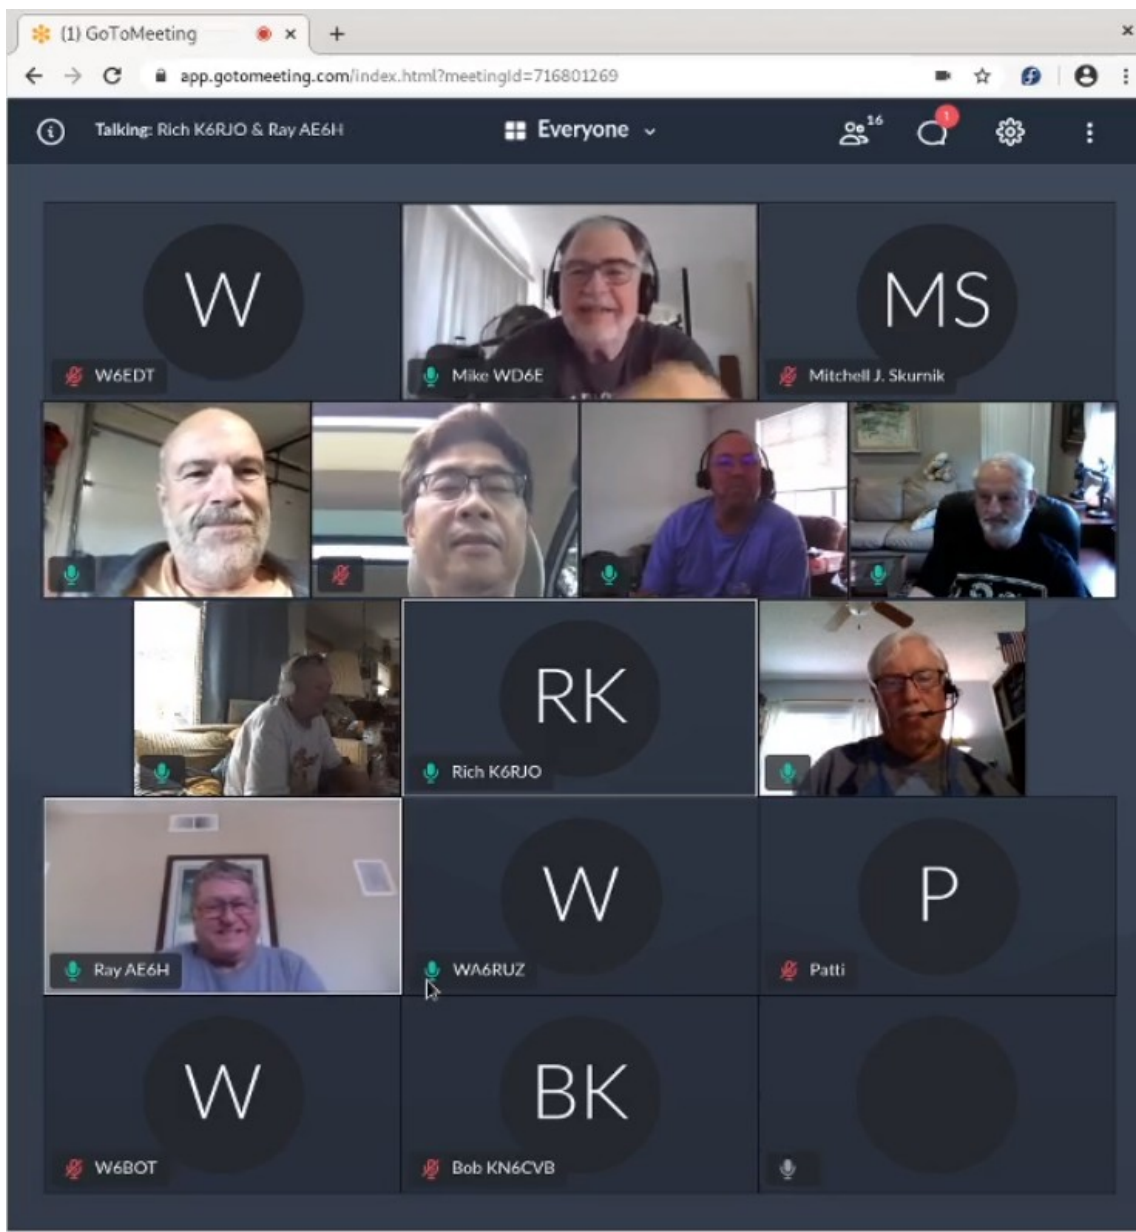 (1) GoToMeeting
app.gotomeeting.com/index.html?meetingId=716801269
Talking: Rich K6RJO & Ray AE6H
Everyone
16
1
W
W6EDT
Mike WD6E
MS
Mitchell J. Skurnik
RK
Rich K6RJO
Ray AE6H
W
WA6RUZ
P
Patti
W
W6BOT
BK
Bob KN6CVB